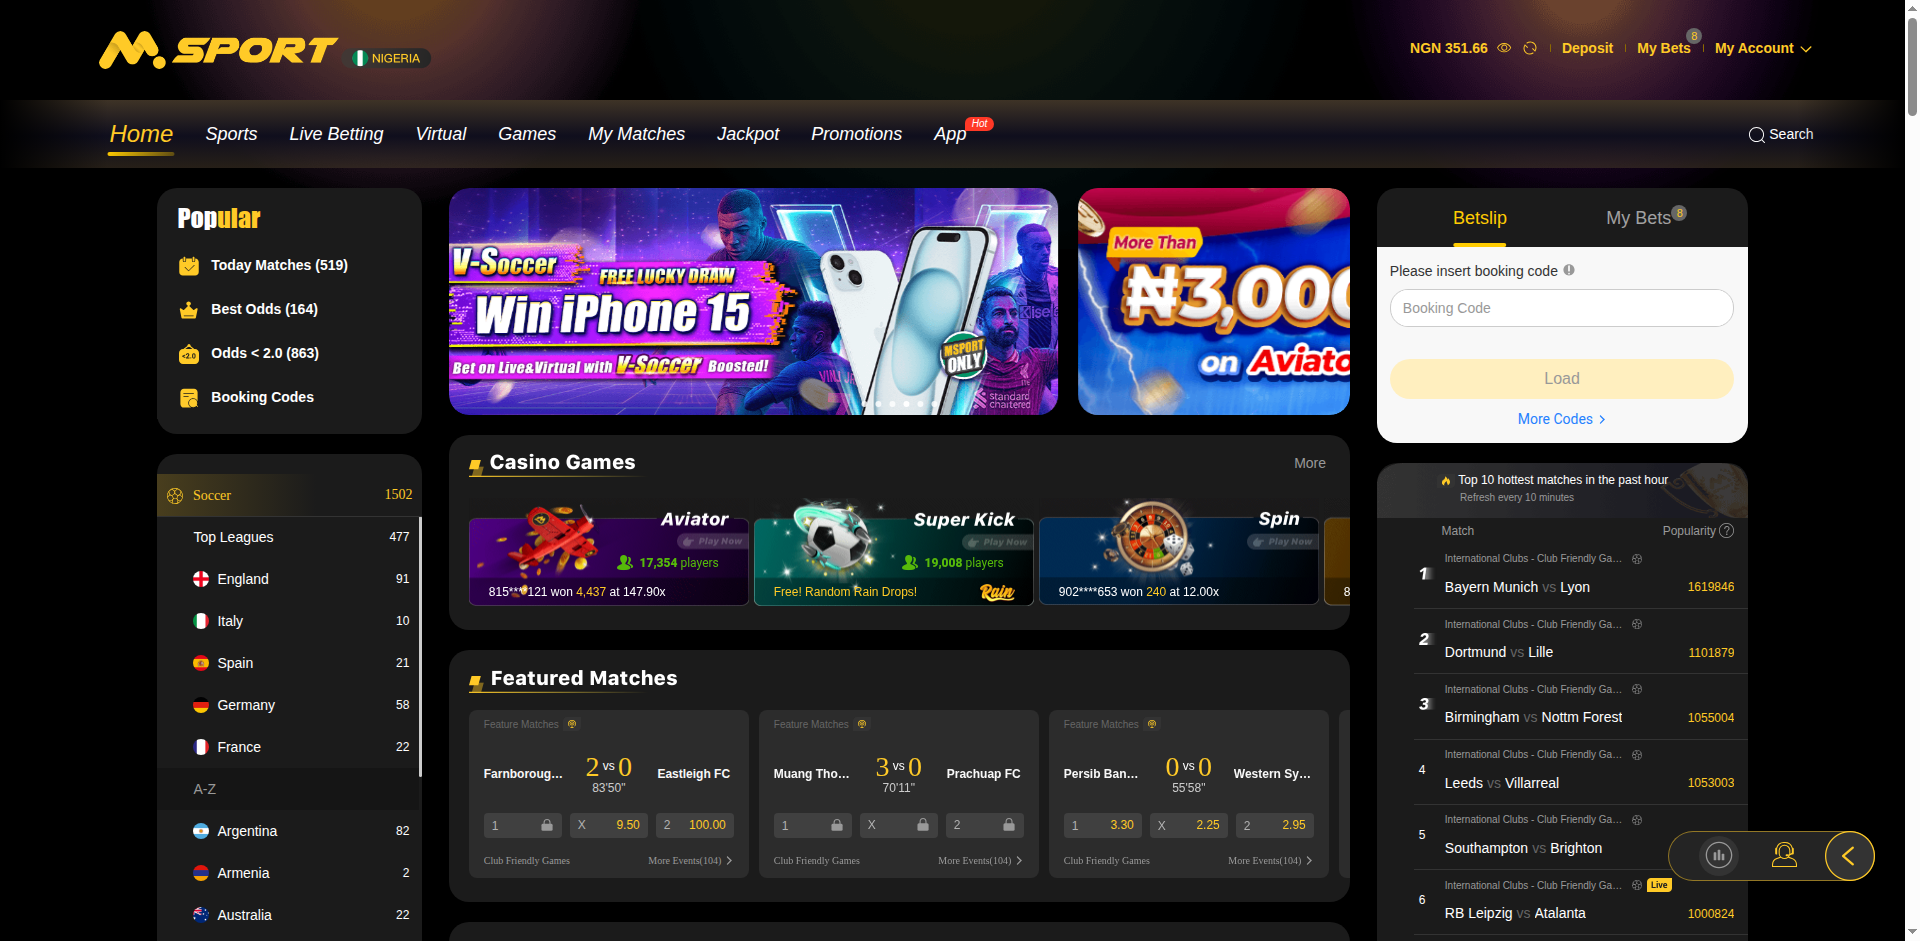 M.SPORT
NIGERIA
NGN 351.66
Deposit
My Bets
8
My Account
Home
Sports
Live Betting
Virtual
Games
My Matches
Jackpot
Promotions
App
Hot
Search
Popular
Today Matches (519)
Best Odds (164)
<2.0
Odds < 2.0 (863)
Booking Codes
Soccer
1502
Top Leagues
477
England
91
Italy
10
Spain
21
Germany
58
France
22
A-Z
Argentina
82
Armenia
2
Australia
22
V-Soccer
FREE LUCKY DRAW
Win iPhone 15
Bet on Live&Virtual with V-Soccer Boosted!
MSPORT
ONLY
standard
chartered
More Than
₦3,000
on Aviato
Casino Games
More
Aviator
Play Now
17,354 players
815***121 won 4,437 at 147.90x
Super Kick
Play Now
19,008 players
Free! Random Rain Drops!
Rain
Spin
Play Now
902****653 won 240 at 12.00x
8
Featured Matches
Feature Matches
Farnboroug...
2 vs 0
83'50"
Eastleigh FC
1
X
9.50
2
100.00
Club Friendly Games
More Events(104)
Feature Matches
Muang Tho...
3 vs 0
70'11"
Prachuap FC
1
X
2
Club Friendly Games
More Events(104)
Feature Matches
Persib Ban...
0 vs 0
55'58"
Western Sy...
1
3.30
X
2.25
2
2.95
Club Friendly Games
More Events(104)
Betslip
My Bets
8
Please insert booking code
Booking Code
Load
More Codes
Top 10 hottest matches in the past hour
Refresh every 10 minutes
Match
Popularity ?
1
International Clubs - Club Friendly Ga...
Bayern Munich vs Lyon
1619846
2
International Clubs - Club Friendly Ga...
Dortmund vs Lille
1101879
3
International Clubs - Club Friendly Ga...
Birmingham vs Nottm Forest
1055004
4
International Clubs - Club Friendly Ga...
Leeds vs Villarreal
1053003
5
International Clubs - Club Friendly Ga...
Southampton vs Brighton
6
International Clubs - Club Friendly Ga...
Live
RB Leipzig vs Atalanta
1000824